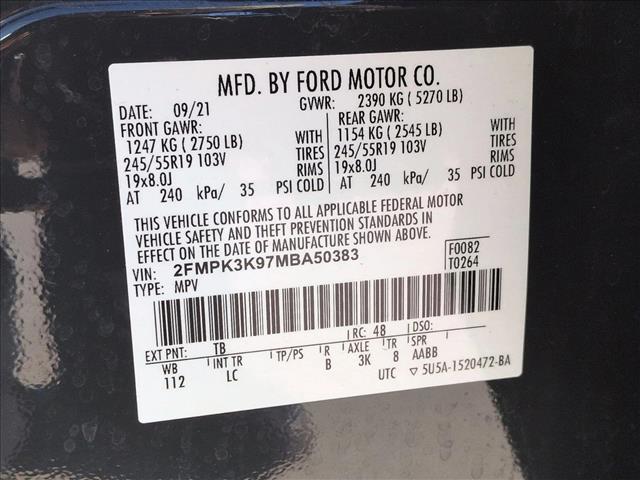 MFD. BY FORD MOTOR CO.
DATE: 09/21 GVWR: 2390 KG ( 5270 LB)
FRONT GAWR: REAR GAWR:
1247 KG ( 2750 LB) WITH 1154 KG ( 2545 LB) WITH
245/55R19 103V TIRES 245/55R19 103V TIRES
19x8.0J RIMS 19x8.0J RIMS
AT 240 kPa/ 35 PSI COLD AT 240 kPa/ 35 PSI COLD
THIS VEHICLE CONFORMS TO ALL APPLICABLE FEDERAL MOTOR
VEHICLE SAFETY AND THEFT PREVENTION STANDARDS IN
EFFECT ON THE DATE OF MANUFACTURE SHOWN ABOVE.
VIN: 2FMPK3K97MBA50383 F0082
TYPE: MPV T0264
RC: 48 DSO:
EXT PNT: TB
WB INT TR TP/PS R AXLE TR SPR
112 LC B 3K 8 AABB
UTC ▽ 5U5A-1520472-BA